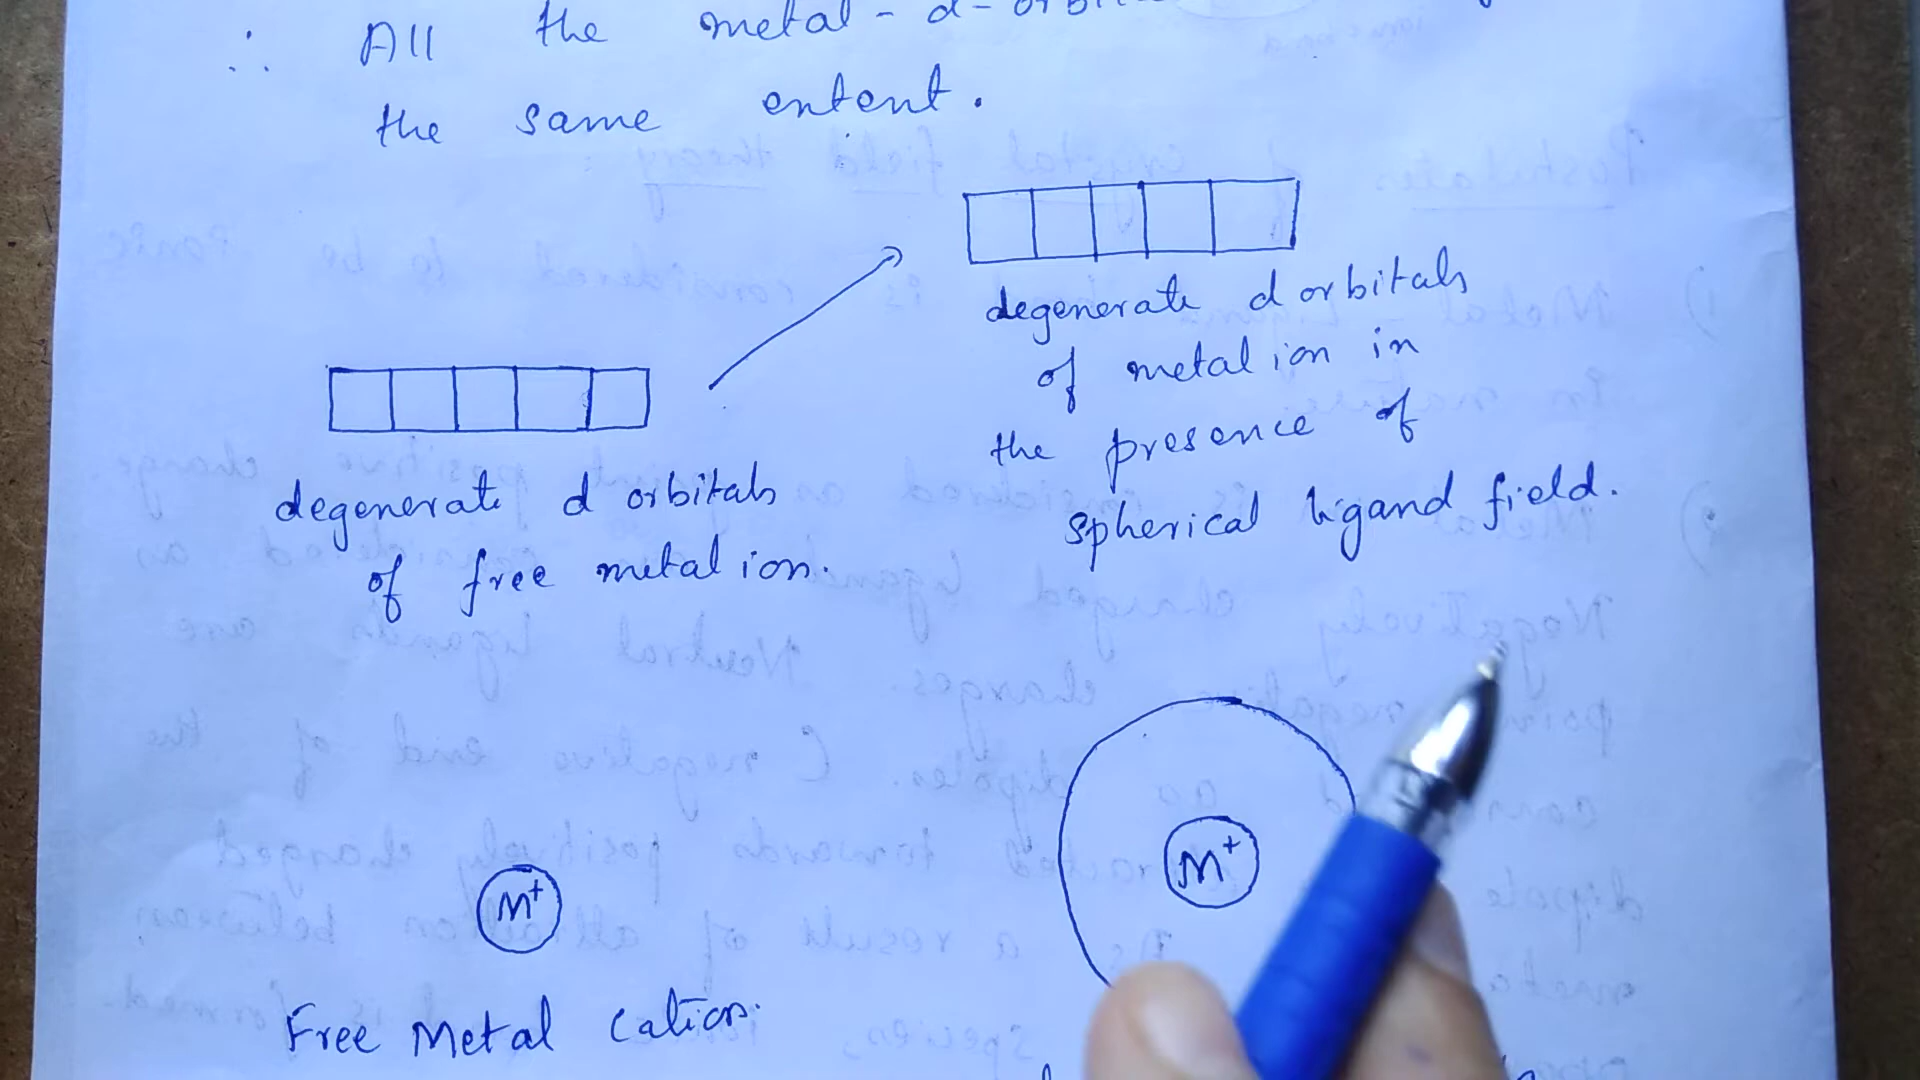 ∴ All the metal - d -
the same entent.
degenerate d orbitals
of metal ion in
the presence of
spherical ligand field.
degenerate d orbitals
of free metal ion.
M+
M+
Free Metal Cation.